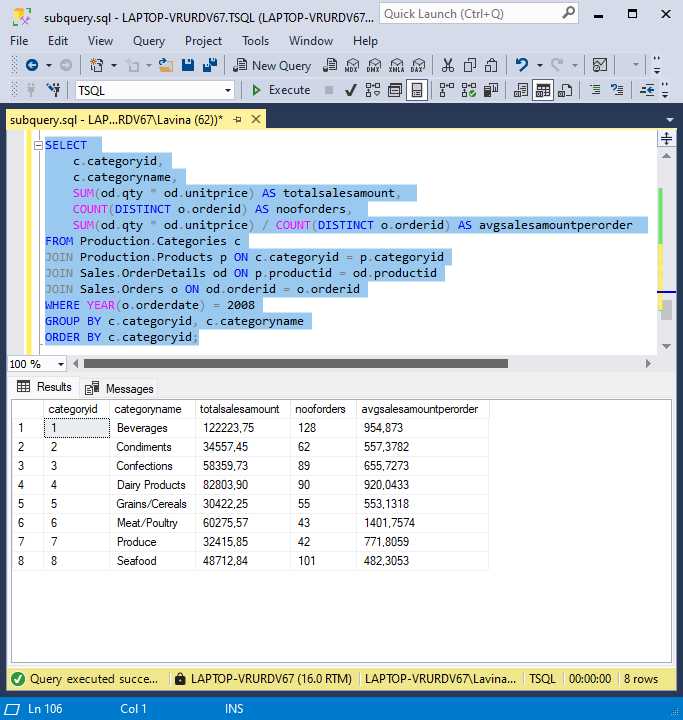 subquery.sql - LAPTOP-VRURDV67.TSQL (LAPTOP-VRURDV67... Quick Launch (Ctrl+Q)
File Edit View Query Project Tools Window Help
New Query MDX DMX XMLA DAX
TSQL Execute
subquery.sql - LAP...RDV67\Lavina (62))*
SELECT
c.categoryid,
c.categoryname,
SUM(od.qty * od.unitprice) AS totalsalesamount,
COUNT(DISTINCT o.orderid) AS nooforders,
SUM(od.qty * od.unitprice) / COUNT(DISTINCT o.orderid) AS avgsalesamountperorder
FROM Production.Categories c
JOIN Production.Products p ON c.categoryid = p.categoryid
JOIN Sales.OrderDetails od ON p.productid = od.productid
JOIN Sales.Orders o ON od.orderid = o.orderid
WHERE YEAR(o.orderdate) = 2008
GROUP BY c.categoryid, c.categoryname
ORDER BY c.categoryid;
100 %
Results Messages
categoryid categoryname totalsalesamount nooforders avgsalesamountperorder
1 1 Beverages 122223,75 128 954,873
2 2 Condiments 34557,45 62 557,3782
3 3 Confections 58359,73 89 655,7273
4 4 Dairy Products 82803,90 90 920,0433
5 5 Grains/Cereals 30422,25 55 553,1318
6 6 Meat/Poultry 60275,57 43 1401,7574
7 7 Produce 32415,85 42 771,8059
8 8 Seafood 48712,84 101 482,3053
Query executed succe... LAPTOP-VRURDV67 (16.0 RTM) LAPTOP-VRURDV67\Lavina... TSQL 00:00:00 8 rows
Ln 106 Col 1 INS